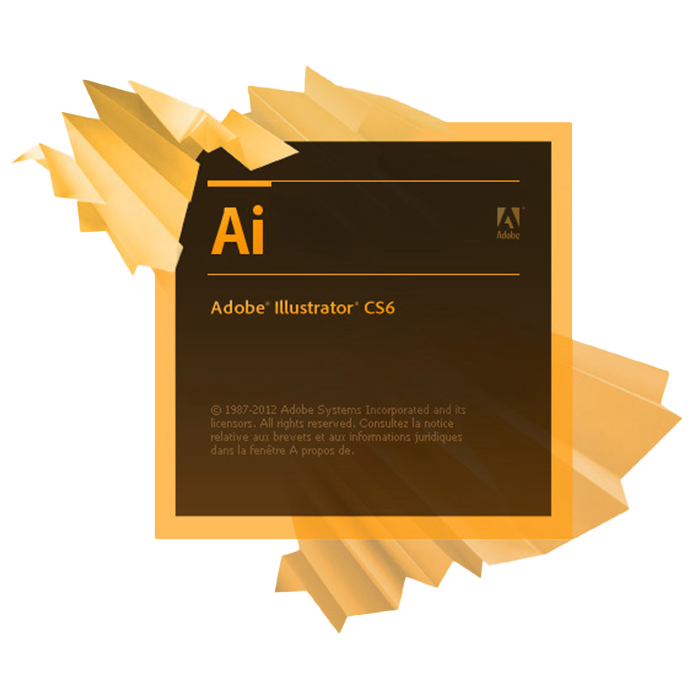 Ai
Adobe®
Adobe® Illustrator® CS6
© 1987-2012 Adobe Systems Incorporated and its
licensors. All rights reserved. Consultez la notice
relative aux brevets et aux informations juridiques
dans la fenêtre A propos de.